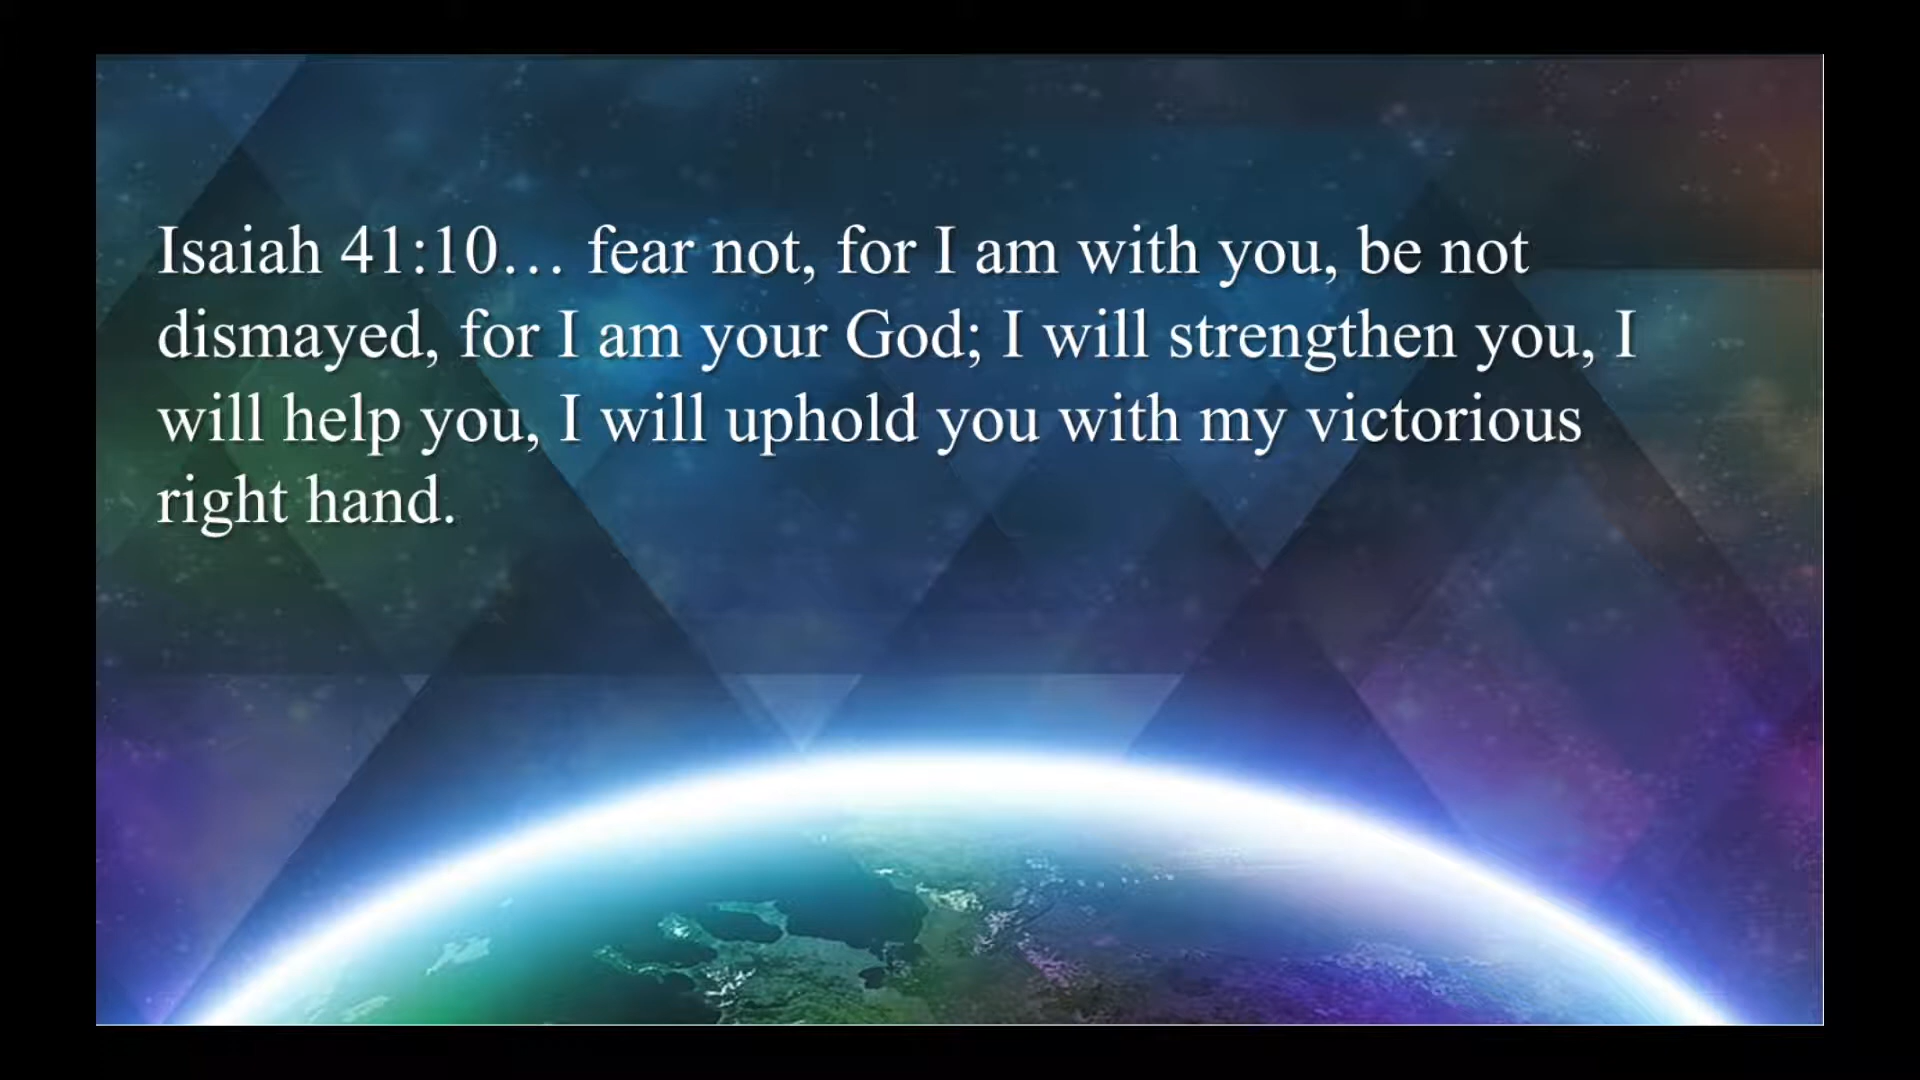 Isaiah 41:10… fear not, for I am with you, be not
dismayed, for I am your God; I will strengthen you, I
will help you, I will uphold you with my victorious
right hand.